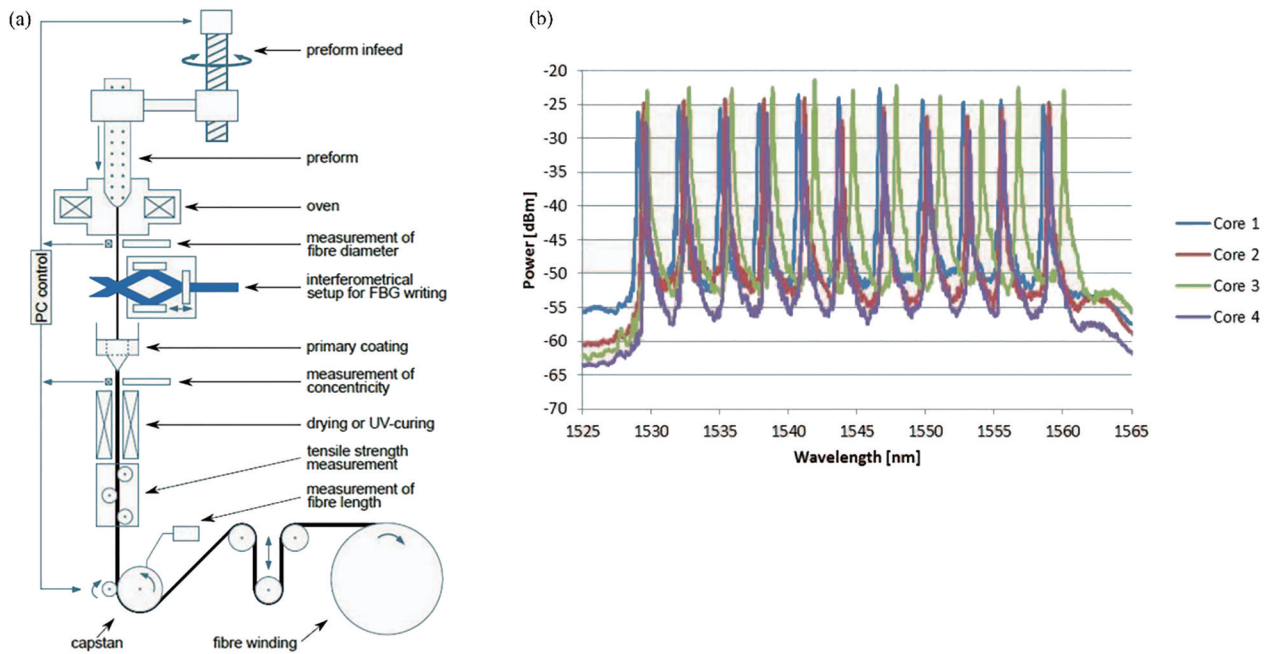 (a)
preform infeed
preform
oven
measurement of
fibre diameter
interferometrical
setup for FBG writing
PC control
primary coating
measurement of
concentricity
drying or UV-curing
tensile strength
measurement
measurement of
fibre length
capstan
fibre winding
(b)
Power [dBm]
-20
-25
-30
-35
-40
-45
-50
-55
-60
-65
-70
1525 1530 1535 1540 1545 1550 1555 1560 1565
Wavelength [nm]
Core 1
Core 2
Core 3
Core 4